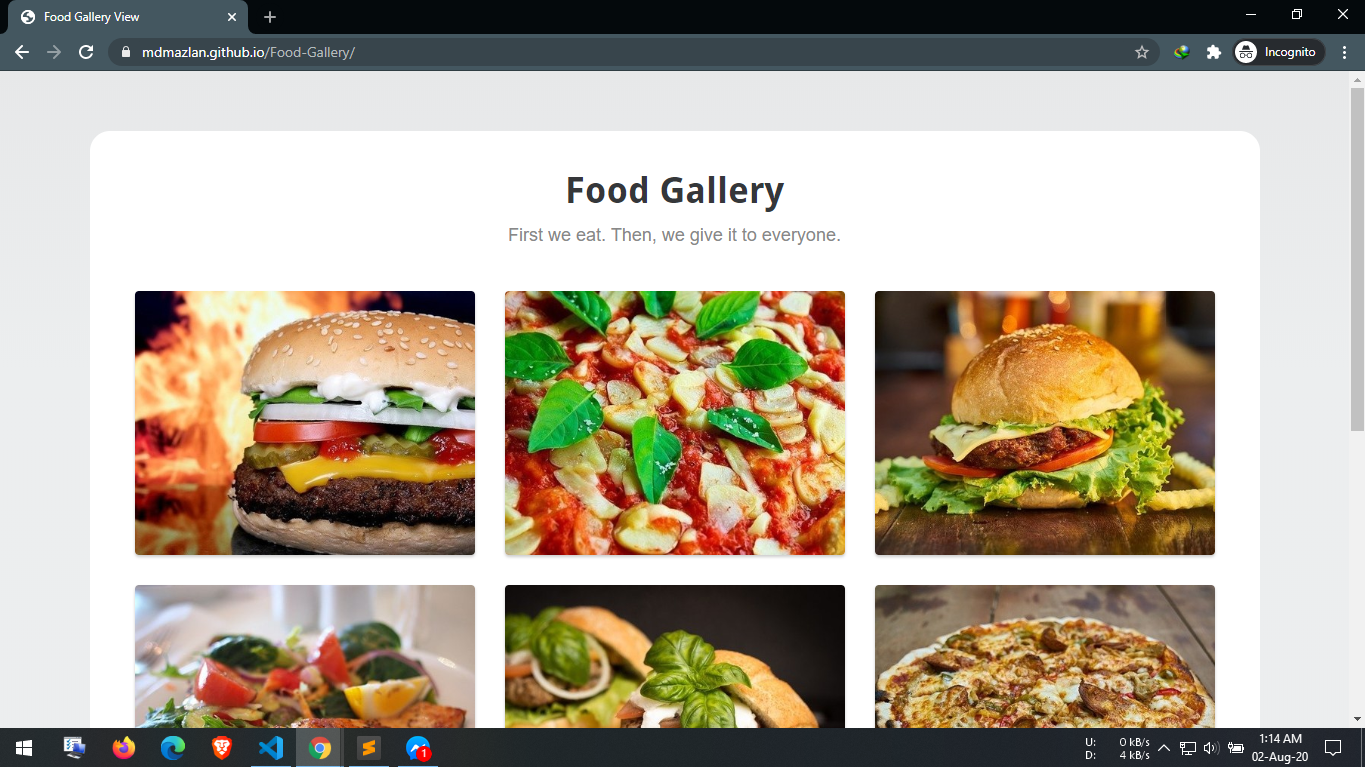 Food Gallery View
mdmazlan.github.io/Food-Gallery/
Incognito
Food Gallery
First we eat. Then, we give it to everyone.
1
U: 0 kB/s
D: 4 kB/s
1:14 AM
02-Aug-20